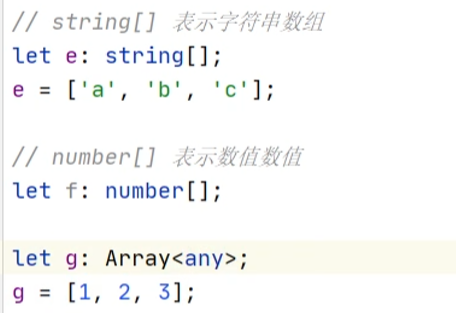 // string[] 表示字符串数组
let e: string[];
e = ['a', 'b', 'c'];
// number[] 表示数值数值
let f: number[];
let g: Array<any>;
g = [1, 2, 3];